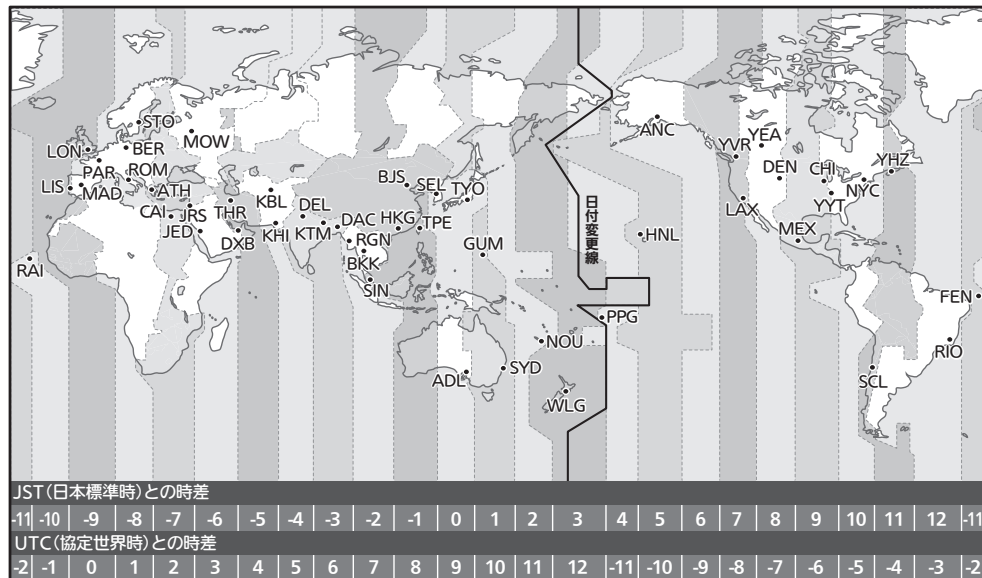 STO
MOW
ANC
LON
BER
YVR
YEA
PAR
ROM
BJS
DEN
CHI
YHZ
LIS
MAD
ATH
KBL
DEL
SEL
TYO
NYC
CAI
JRS
THR
DAC
HKG
TPE
LAX
YYT
JED
DXB
KHI
KTM
RGN
GUM
日付変更線
HNL
MEX
RAI
BKK
SIN
FEN
PPG
NOU
RIO
ADL
SYD
SCL
WLG
JST(日本標準時)との時差
-11 -10 -9 -8 -7 -6 -5 -4 -3 -2 -1 0 1 2 3 4 5 6 7 8 9 10 11 12 -11
UTC(協定世界時)との時差
-2 -1 0 1 2 3 4 5 6 7 8 9 10 11 12 -11 -10 -9 -8 -7 -6 -5 -4 -3 -2